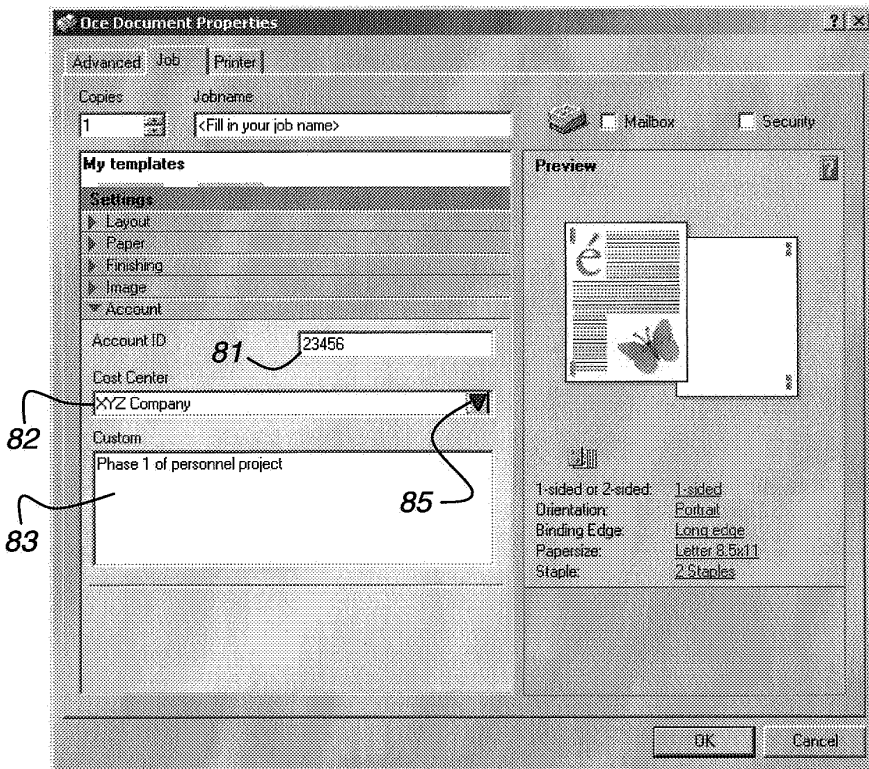 Oce Document Properties
? ×
Advanced Job Printer
Copies Jobname
1 <Fill in your job name> Mailbox Security
My templates
Preview ?
Settings
Layout
Paper
Finishing
Image
Account
Account ID 81 23456
Cost Center
XYZ Company
82
Custom
Phase 1 of personnel project
85
83
é
1-sided or 2-sided: 1-sided
Orientation: Portrait
Binding Edge: Long edge
Papersize: Letter 8.5x11
Staple: 2 Staples
OK Cancel